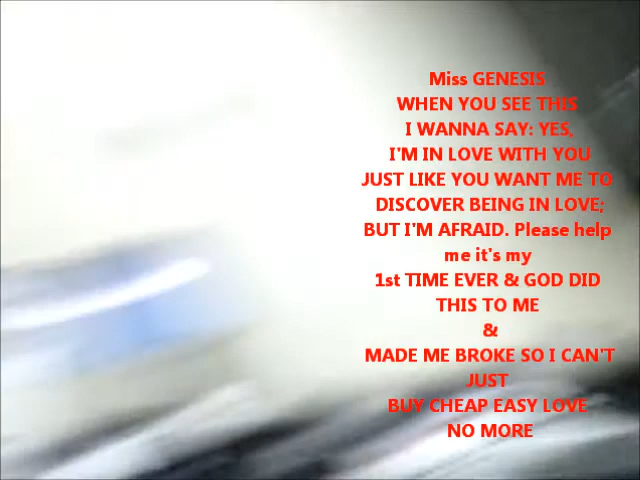 Miss GENESIS
WHEN YOU SEE THIS
I WANNA SAY: YES,
I'M IN LOVE WITH YOU
JUST LIKE YOU WANT ME TO
DISCOVER BEING IN LOVE;
BUT I'M AFRAID. Please help
me it's my
1st TIME EVER & GOD DID
THIS TO ME
&
MADE ME BROKE SO I CAN'T
JUST
BUY CHEAP EASY LOVE
NO MORE